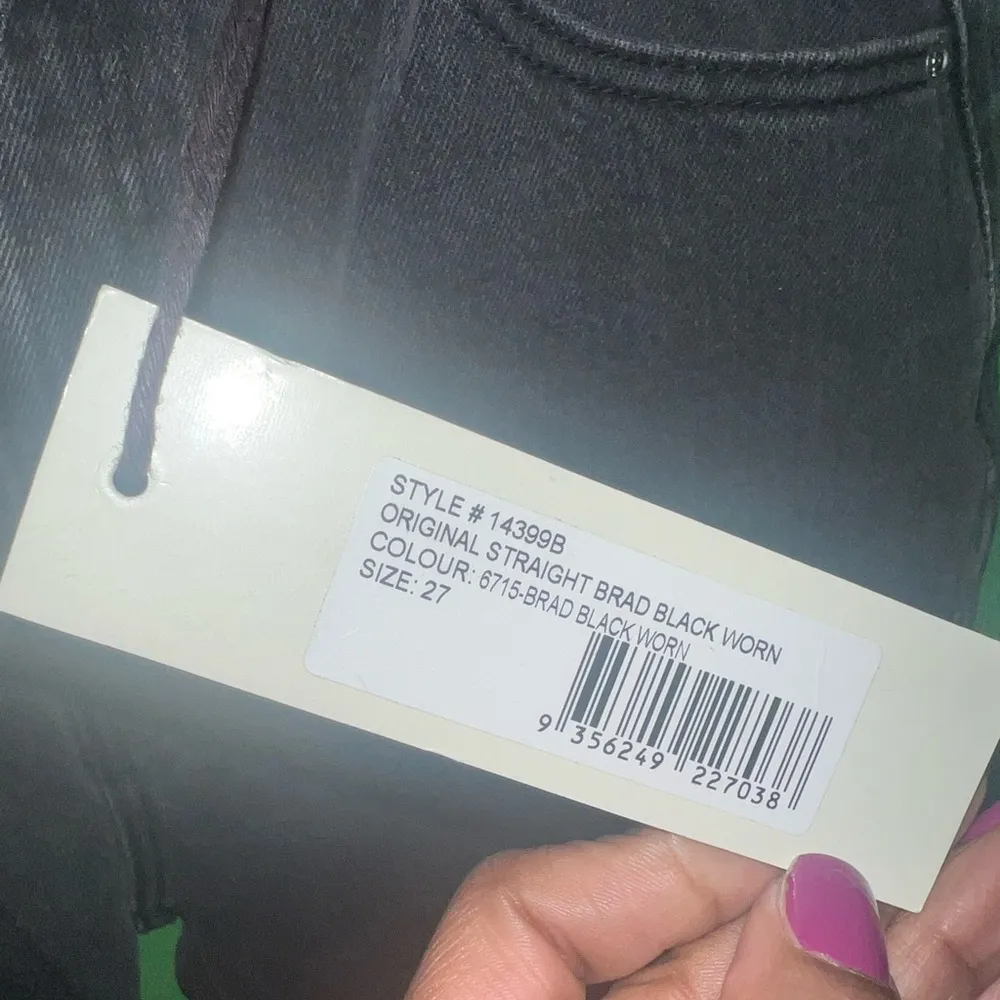 STYLE # 14399B
ORIGINAL STRAIGHT BRAD BLACK WORN
COLOUR: 6715-BRAD BLACK WORN
SIZE: 27
9 356249 227038